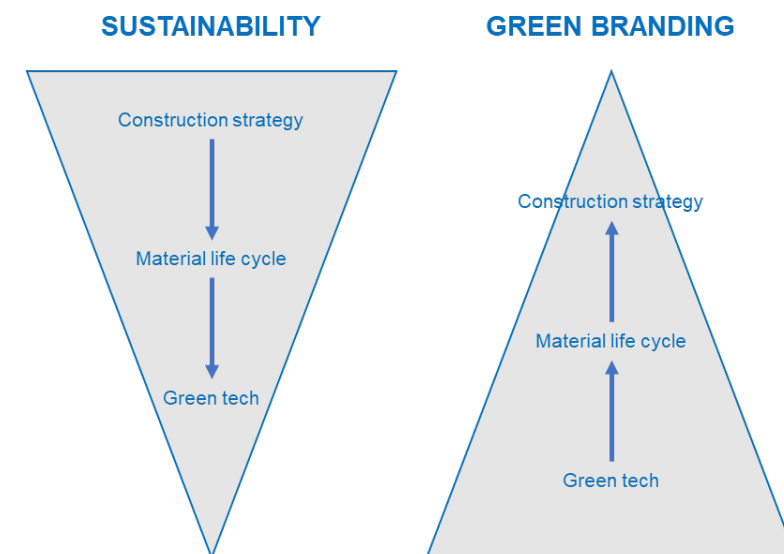 SUSTAINABILITY
Construction strategy
Material life cycle
Green tech
GREEN BRANDING
Construction strategy
Material life cycle
Green tech